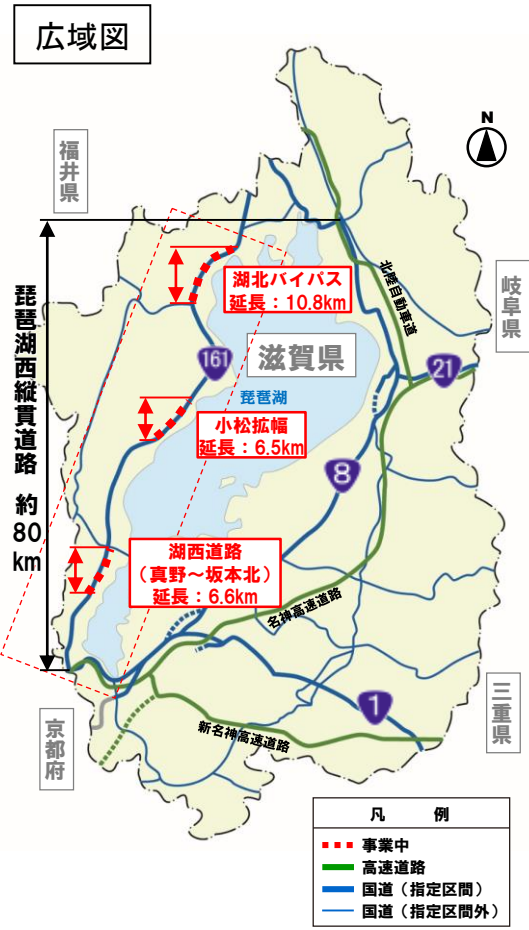 広域図
N
福井県
岐阜県
北陸自動車道
湖北バイパス
延長：10.8km
琵琶湖西縦貫道路 約80km
161
滋賀県
21
琵琶湖
小松拡幅
延長：6.5km
8
湖西道路
（真野～坂本北）
延長：6.6km
名神高速道路
三重県
1
京都府
新名神高速道路
凡 例
事業中
高速道路
国道（指定区間）
国道（指定区間外）